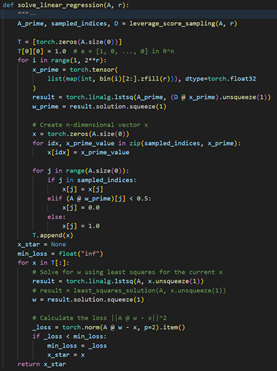 def solve_linear_regression(A, r):
"""…
A_prime, sampled_indices, D = leverage_score_sampling(A, r)
T = [torch.zeros(A.size(0))]
T[0][0] = 1.0 # e = [1, 0, ..., 0] in R^n
for i in range(1, 2**r):
x_prime = torch.tensor(
list(map(int, bin(i)[2:].zfill(r))), dtype=torch.float32
)
result = torch.linalg.lstsq(A_prime, (D @ x_prime).unsqueeze(1))
w_prime = result.solution.squeeze(1)
# Create n-dimensional vector x
x = torch.zeros(A.size(0))
for idx, x_prime_value in zip(sampled_indices, x_prime):
x[idx] = x_prime_value
for j in range(A.size(0)):
if j in sampled_indices:
x[j] = x[j]
elif (A @ w_prime)[j] < 0.5:
x[j] = 0.0
else:
x[j] = 1.0
T.append(x)
x_star = None
min_loss = float("inf")
for x in T[:]:
# Solve for w using least squares for the current x
result = torch.linalg.lstsq(A, x.unsqueeze(1))
# result = least_squares_solution(A, x.unsqueeze(1))
w = result.solution.squeeze(1)
# Calculate the loss ||A @ w - x||^2
_loss = torch.norm(A @ w - x, p=2).item()
if _loss < min_loss:
min_loss = _loss
x_star = x
return x_star